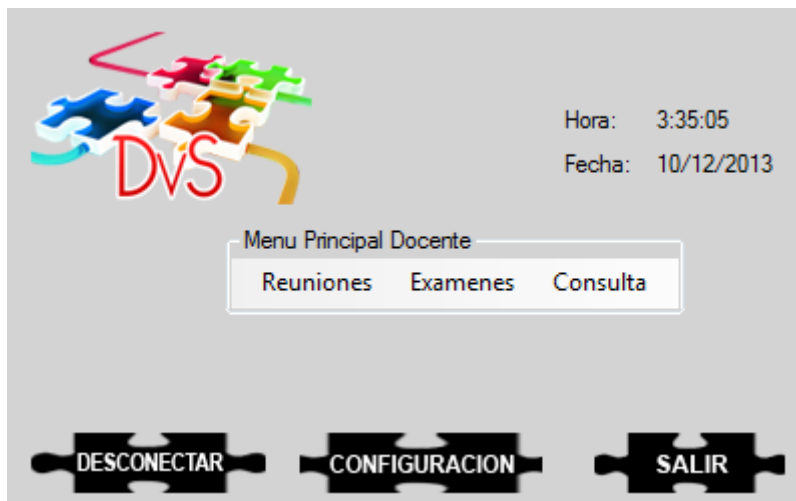 DvS
Hora: 3:35:05
Fecha: 10/12/2013
Menu Principal Docente
Reuniones Examenes Consulta
DESCONECTAR CONFIGURACION SALIR